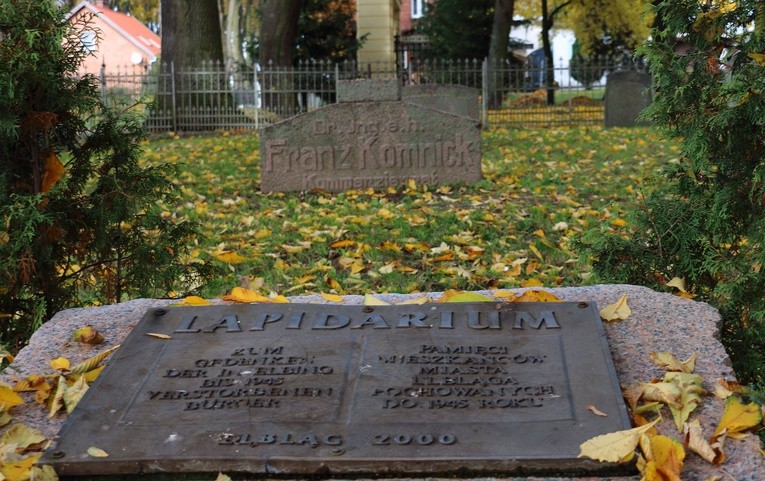 Dr. Ing. e. h.
Franz Komnick
Kommerzienrat
LAPIDARIUM
ZUM
GEDENKEN
DER IN ELBING
BIS 1945
VERSTORBENEN
BÜRGER
PAMIĘCI
MIESZKAŃCÓW
MIASTA
ELBLĄGA
POCHOWANYCH
DO 1945 ROKU
ELBLĄG 2000